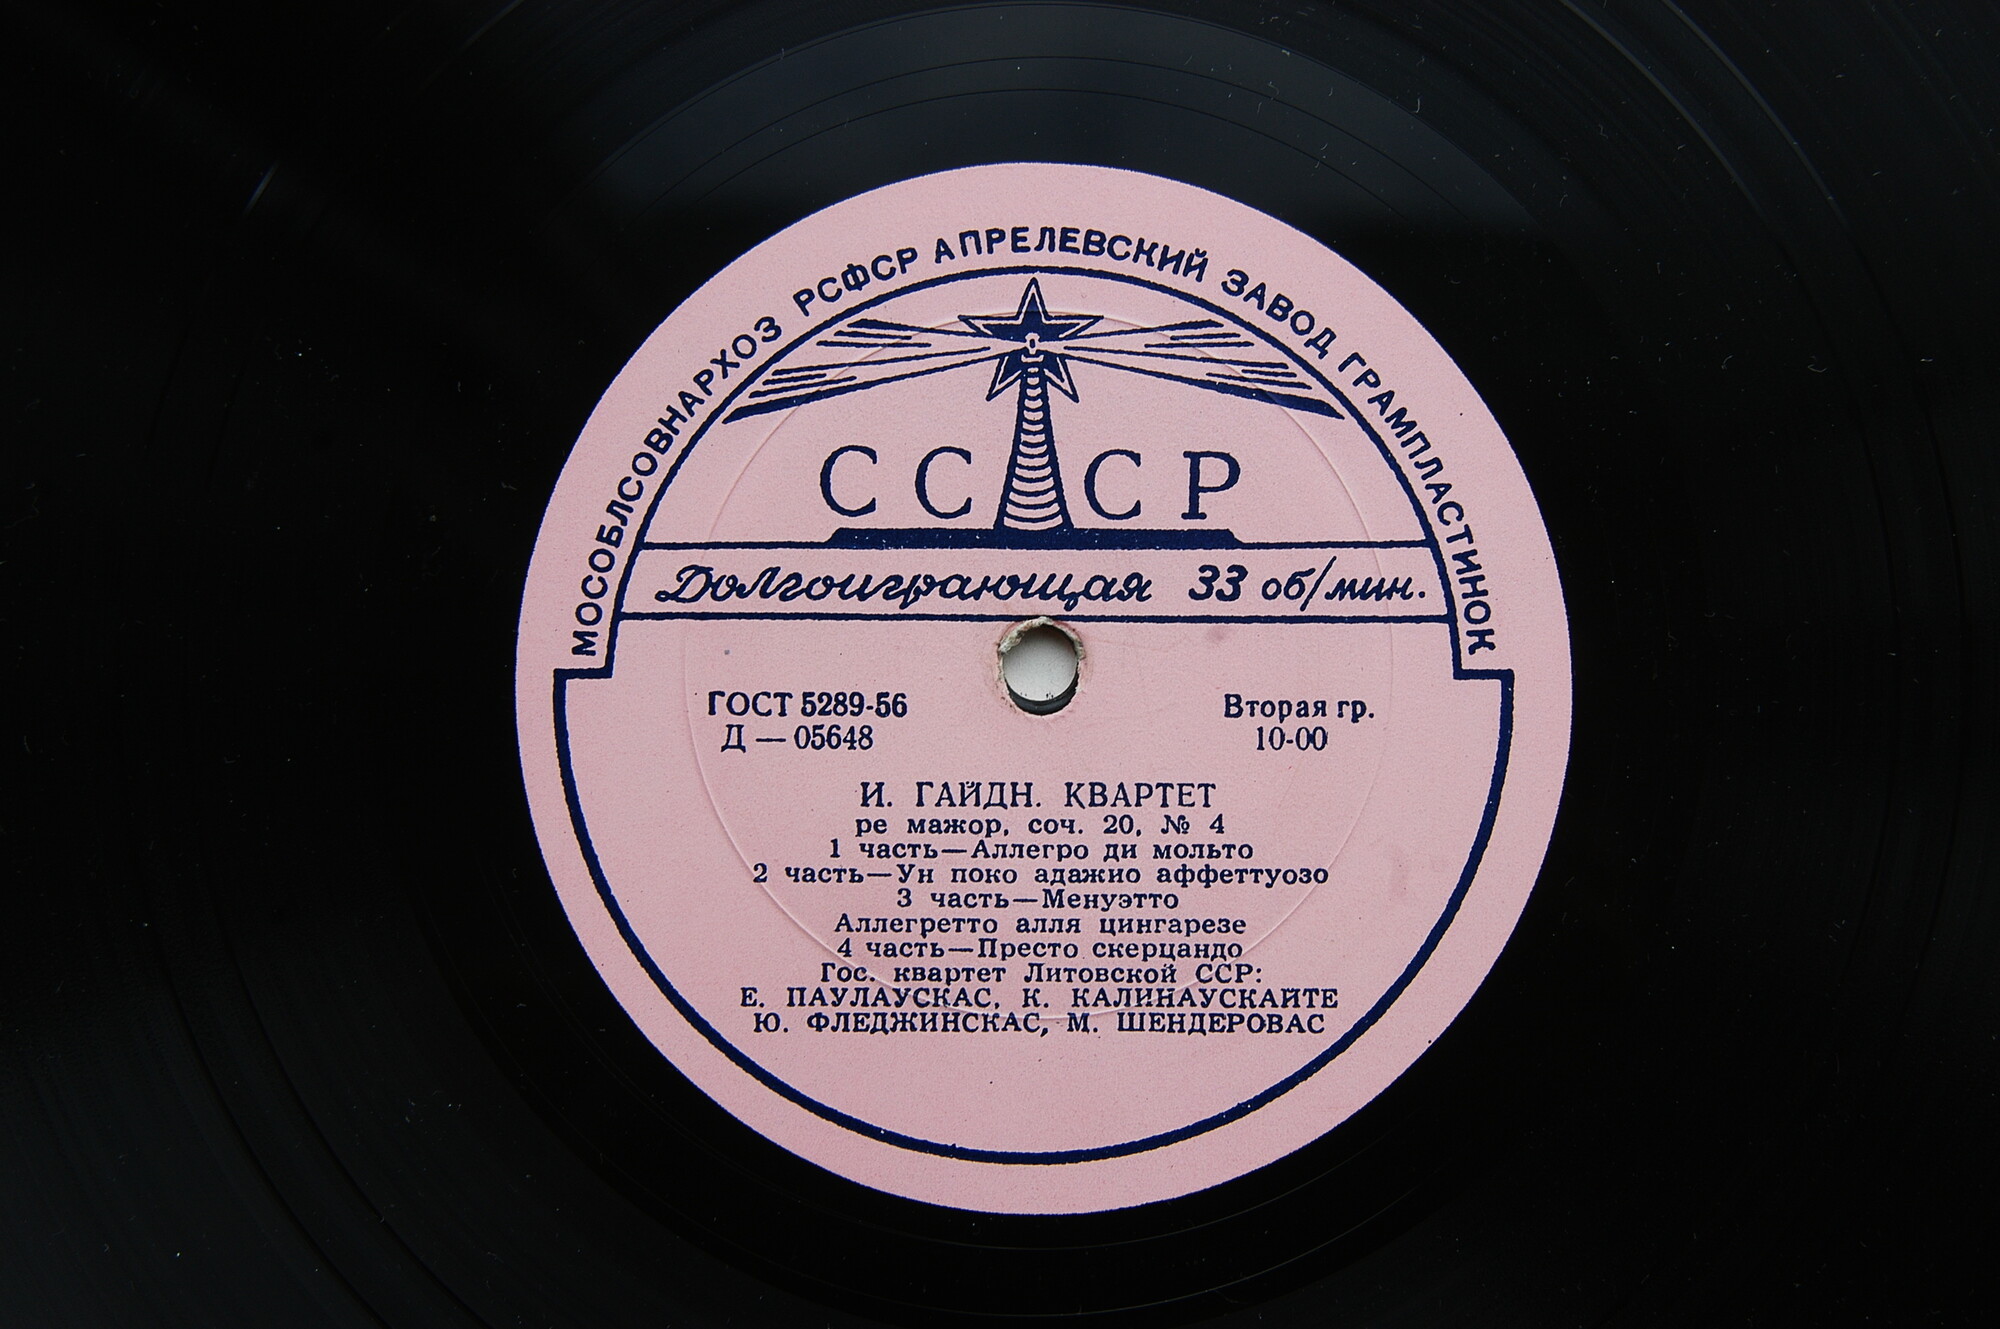 МОСОБЛСОВНАРХОЗ РСФСР АПРЕЛЕВСКИЙ ЗАВОД ГРАМПЛАСТИНОК
СССР
Долгоиграющая 33 об/мин.
ГОСТ 5289-56
Д — 05648
Вторая гр.
10-00
И. ГАЙДН. КВАРТЕТ
ре мажор, соч. 20, № 4
1 часть—Аллегро ди мольто
2 часть—Ун поко адажио аффеттуозо
3 часть—Менуэтто
Аллегретто алля цингарезе
4 часть—Престо скерцандо
Гос. квартет Литовской ССР:
Е. ПАУЛАУСКАС, К. КАЛИНАУСКАЙТЕ
Ю. ФЛЕДЖИНСКАС, М. ШЕНДЕРОВАС